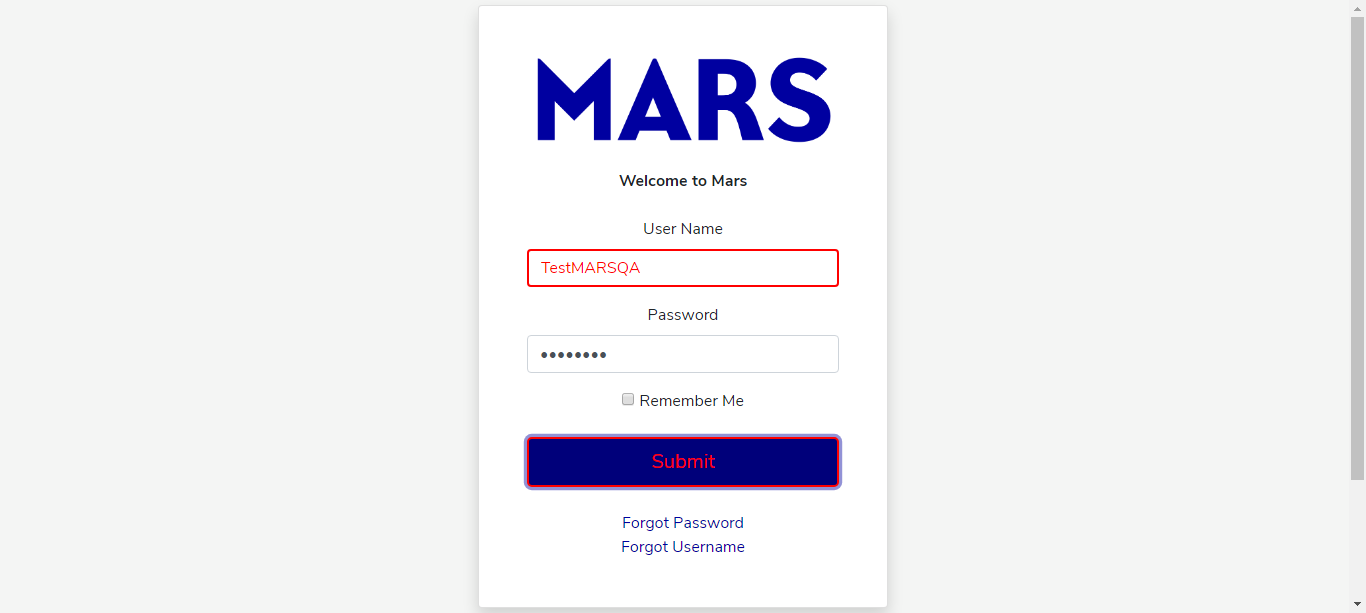 MARS
Welcome to Mars
User Name
TestMARSQA
Password
••••••••
Remember Me
Submit
Forgot Password
Forgot Username